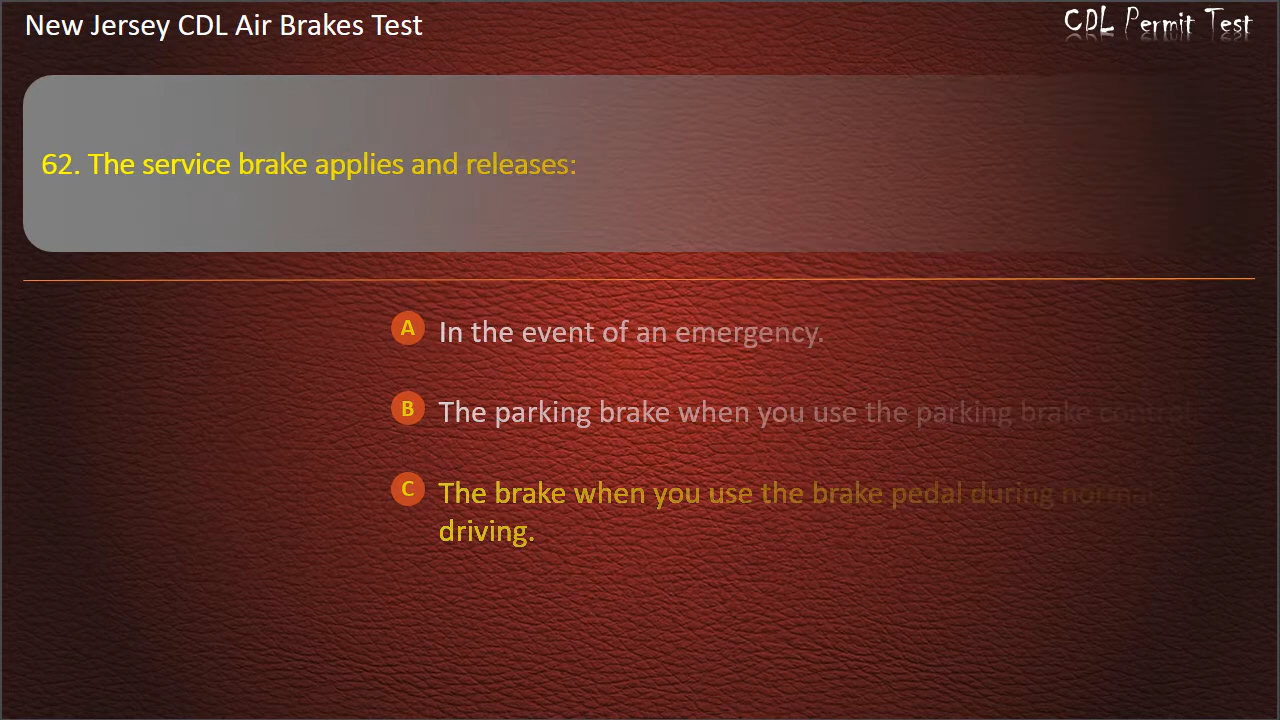 New Jersey CDL Air Brakes Test
CDL Permit Test
62. The service brake applies and releases:
A In the event of an emergency.
B The parking brake when you use the parking brake control
C The brake when you use the brake pedal during normal
driving.